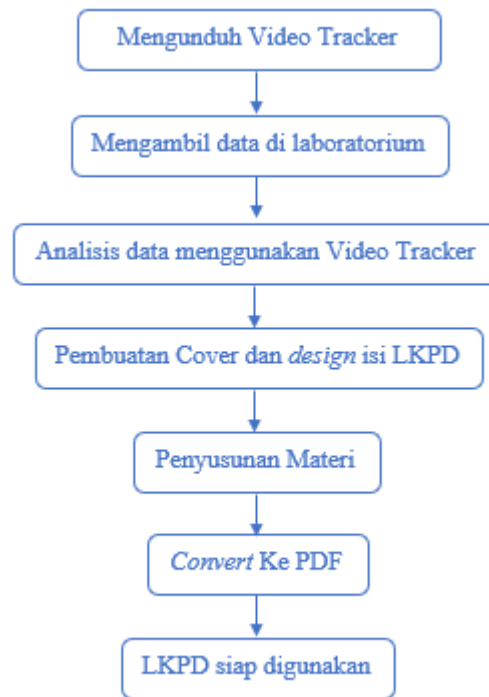 Mengunduh Video Tracker
Mengambil data di laboratorium
Analisis data menggunakan Video Tracker
Pembuatan Cover dan design isi LKPD
Penyusunan Materi
Convert Ke PDF
LKPD siap digunakan